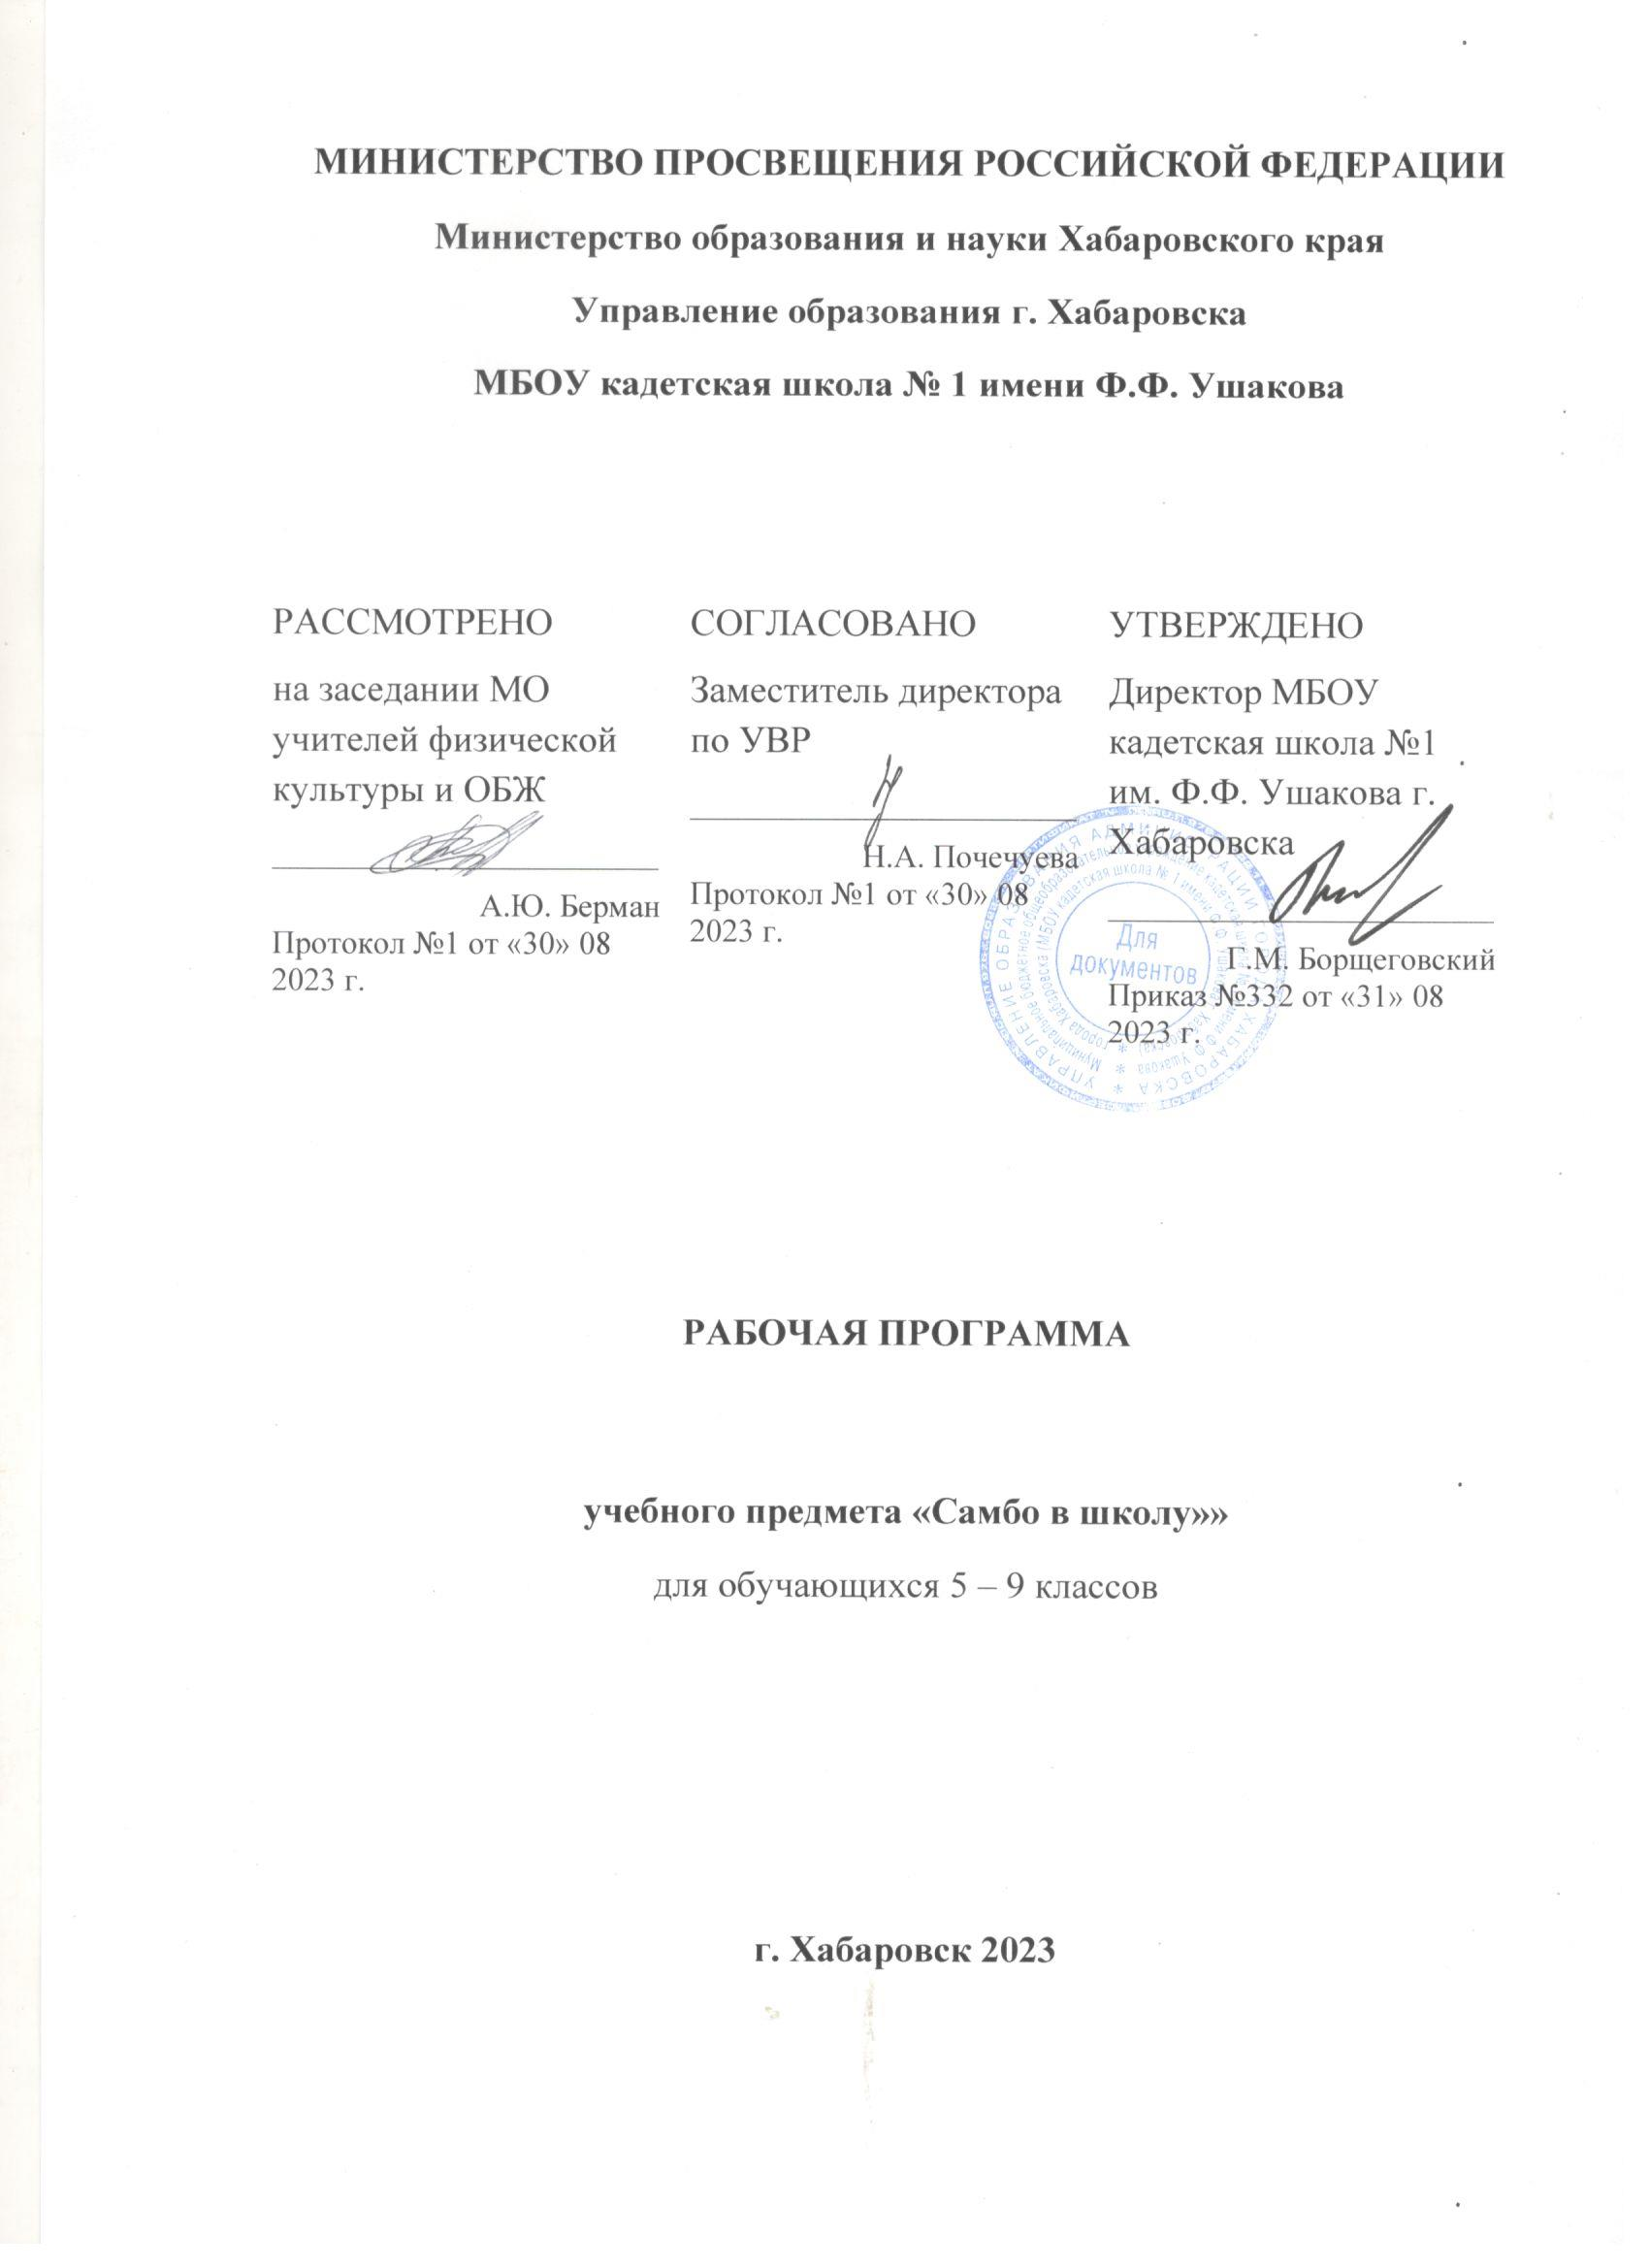 МИНИСТЕРСТВО ПРОСВЕЩЕНИЯ РОССИЙСКОЙ ФЕДЕРАЦИИ
Министерство образования и науки Хабаровского края
Управление образования г. Хабаровска
МБОУ кадетская школа № 1 имени Ф.Ф. Ушакова
РАССМОТРЕНО
на заседании МО
учителей физической
культуры и ОБЖ
А.Ю. Берман
Протокол №1 от «30» 08
2023 г.
СОГЛАСОВАНО
Заместитель директора
по УВР
Н.А. Почечуева
Протокол №1 от «30» 08
2023 г.
УТВЕРЖДЕНО
Директор МБОУ
кадетская школа №1
им. Ф.Ф. Ушакова г.
Хабаровска
Г.М. Борщеговский
Приказ №332 от «31» 08
2023 г.
Для
документов
РАБОЧАЯ ПРОГРАММА
учебного предмета «Самбо в школу»»
для обучающихся 5 – 9 классов
г. Хабаровск 2023